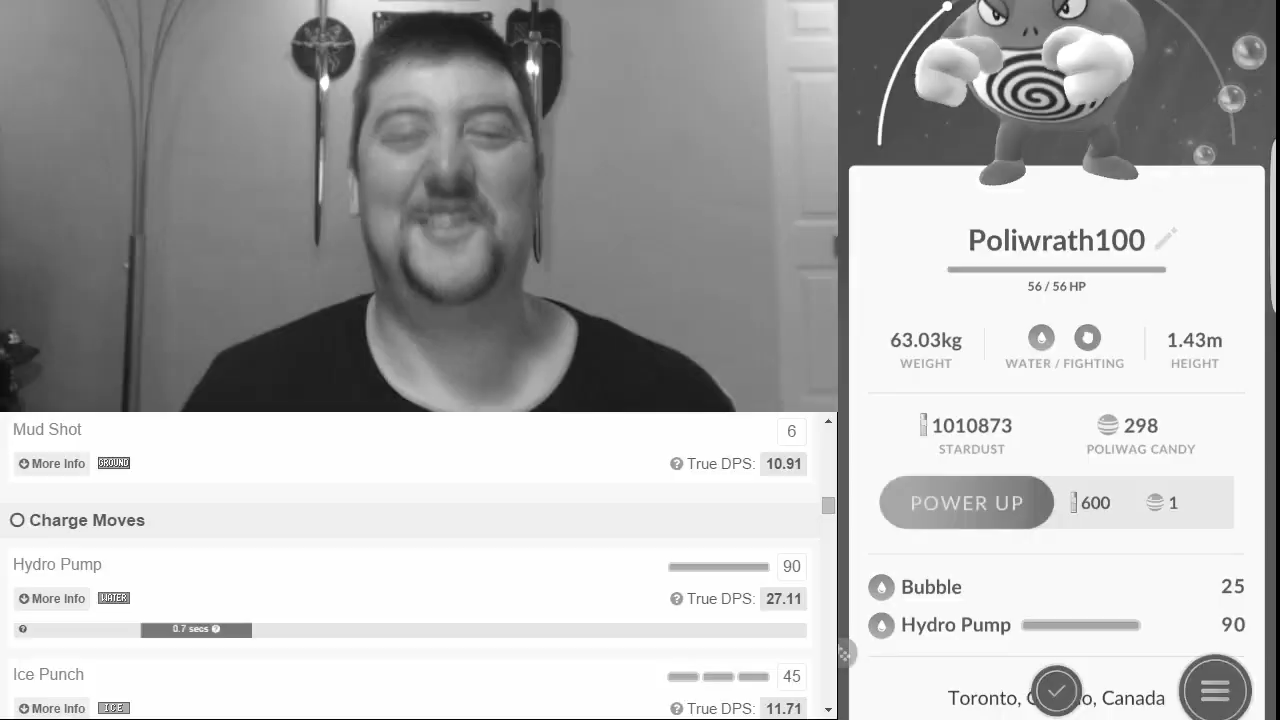 Mud Shot 6
More Info GROUND True DPS: 10.91
Charge Moves
Hydro Pump 90
More Info WATER True DPS: 27.11
0.7 secs
Ice Punch 45
More Info ICE True DPS: 11.71
Poliwrath100
56 / 56 HP
63.03kg 1.43m
WEIGHT WATER / FIGHTING HEIGHT
1010873 298
STARDUST POLIWAG CANDY
POWER UP 600 1
Bubble 25
Hydro Pump 90
Toronto, Canada